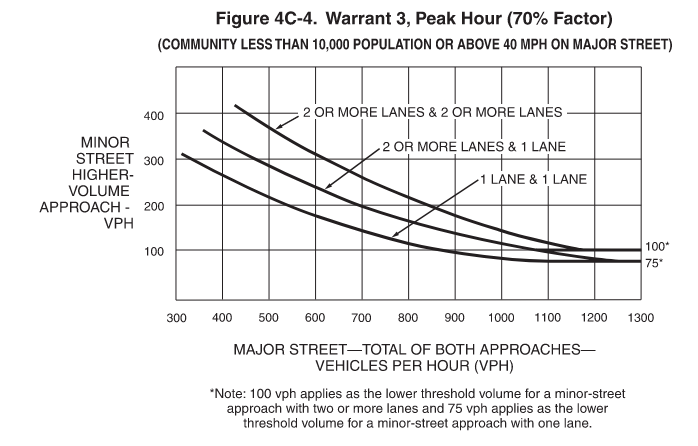 Figure 4C-4. Warrant 3, Peak Hour (70% Factor)
(COMMUNITY LESS THAN 10,000 POPULATION OR ABOVE 40 MPH ON MAJOR STREET)
MINOR
STREET
HIGHER-
VOLUME
APPROACH -
VPH
400
300
200
100
2 OR MORE LANES & 2 OR MORE LANES
2 OR MORE LANES & 1 LANE
1 LANE & 1 LANE
100*
75*
300 400 500 600 700 800 900 1000 1100 1200 1300
MAJOR STREET—TOTAL OF BOTH APPROACHES—
VEHICLES PER HOUR (VPH)
*Note: 100 vph applies as the lower threshold volume for a minor-street
approach with two or more lanes and 75 vph applies as the lower
threshold volume for a minor-street approach with one lane.